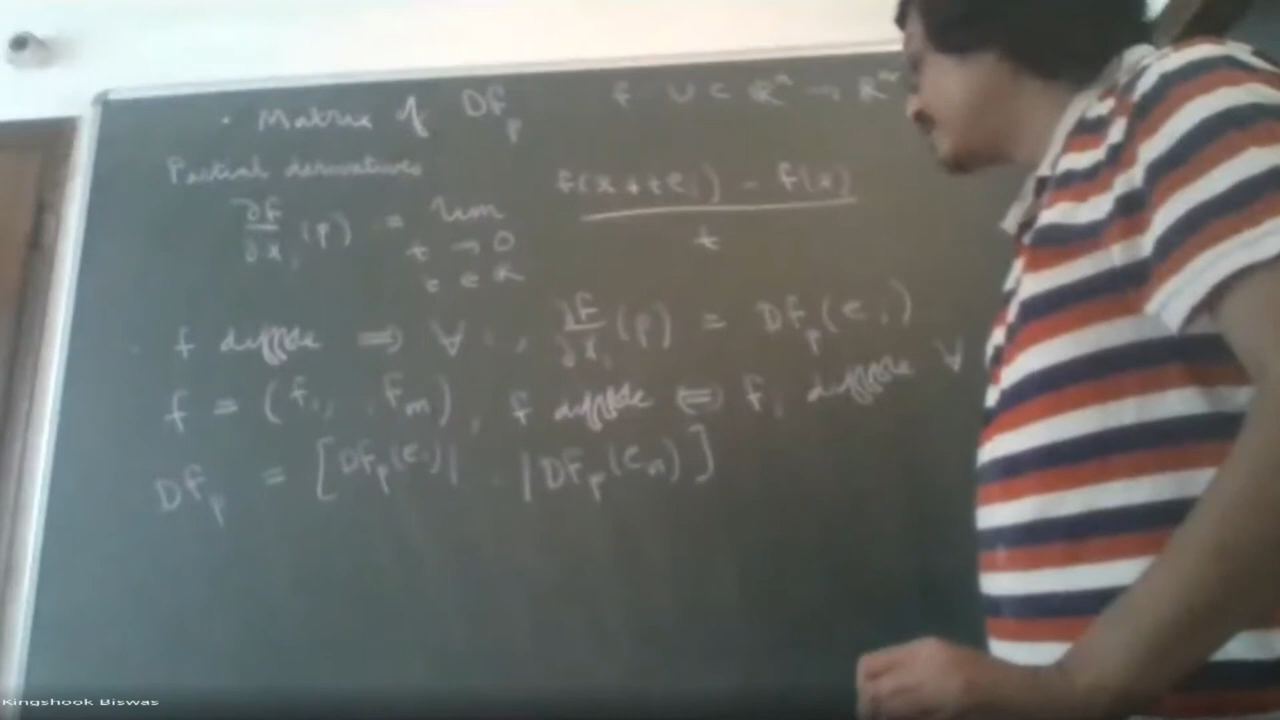 · Matrix of Df_p f U ⊂ R^n → R^m
Partial derivatives
∂f/∂x_i (p) = lim t → 0 t ∈ R f(x + te_i) - f(x) / t
f diffble ⟹ ∀ i, ∂f/∂x_i (p) = Df_p(e_i)
f = (f_1, , f_m), f diffble ⟺ f_i diffble ∀
Df_p = [Df_p(e_1)| . |Df_p(e_n)]
Kingshook Biswas